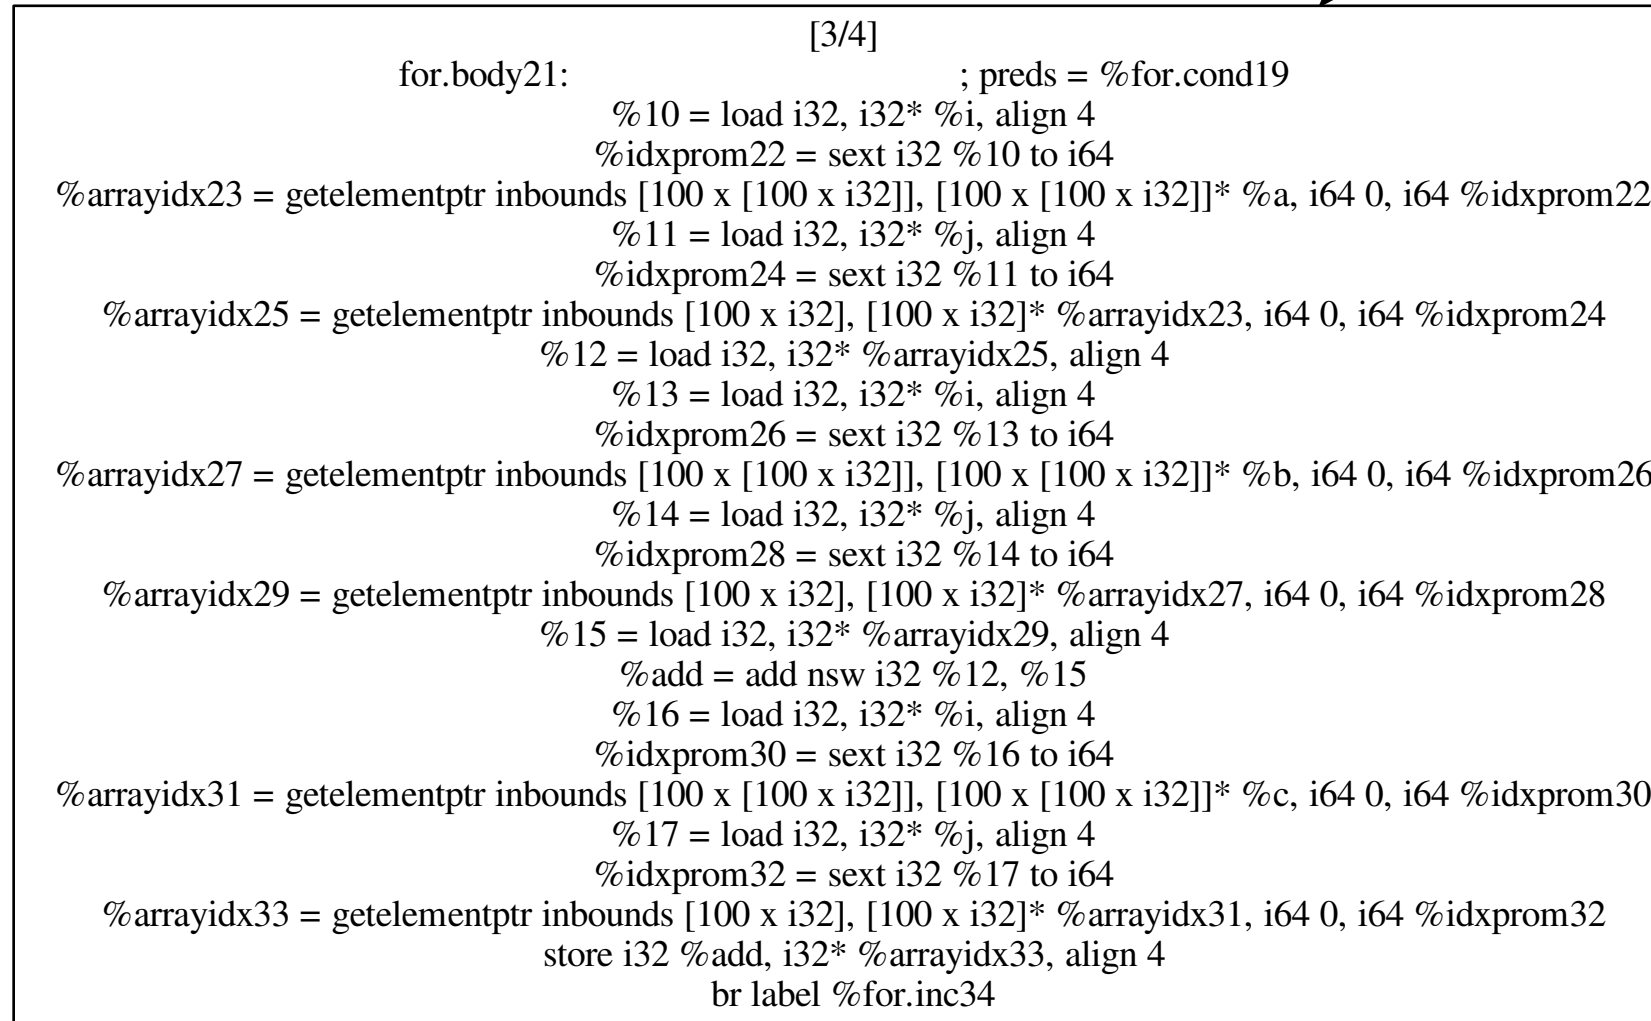 [3/4]
for.body21: ; preds = %for.cond19
%10 = load i32, i32* %i, align 4
%idxprom22 = sext i32 %10 to i64
%arrayidx23 = getelementptr inbounds [100 x [100 x i32]], [100 x [100 x i32]]* %a, i64 0, i64 %idxprom22
%11 = load i32, i32* %j, align 4
%idxprom24 = sext i32 %11 to i64
%arrayidx25 = getelementptr inbounds [100 x i32], [100 x i32]* %arrayidx23, i64 0, i64 %idxprom24
%12 = load i32, i32* %arrayidx25, align 4
%13 = load i32, i32* %i, align 4
%idxprom26 = sext i32 %13 to i64
%arrayidx27 = getelementptr inbounds [100 x [100 x i32]], [100 x [100 x i32]]* %b, i64 0, i64 %idxprom26
%14 = load i32, i32* %j, align 4
%idxprom28 = sext i32 %14 to i64
%arrayidx29 = getelementptr inbounds [100 x i32], [100 x i32]* %arrayidx27, i64 0, i64 %idxprom28
%15 = load i32, i32* %arrayidx29, align 4
%add = add nsw i32 %12, %15
%16 = load i32, i32* %i, align 4
%idxprom30 = sext i32 %16 to i64
%arrayidx31 = getelementptr inbounds [100 x [100 x i32]], [100 x [100 x i32]]* %c, i64 0, i64 %idxprom30
%17 = load i32, i32* %j, align 4
%idxprom32 = sext i32 %17 to i64
%arrayidx33 = getelementptr inbounds [100 x i32], [100 x i32]* %arrayidx31, i64 0, i64 %idxprom32
store i32 %add, i32* %arrayidx33, align 4
br label %for.inc34